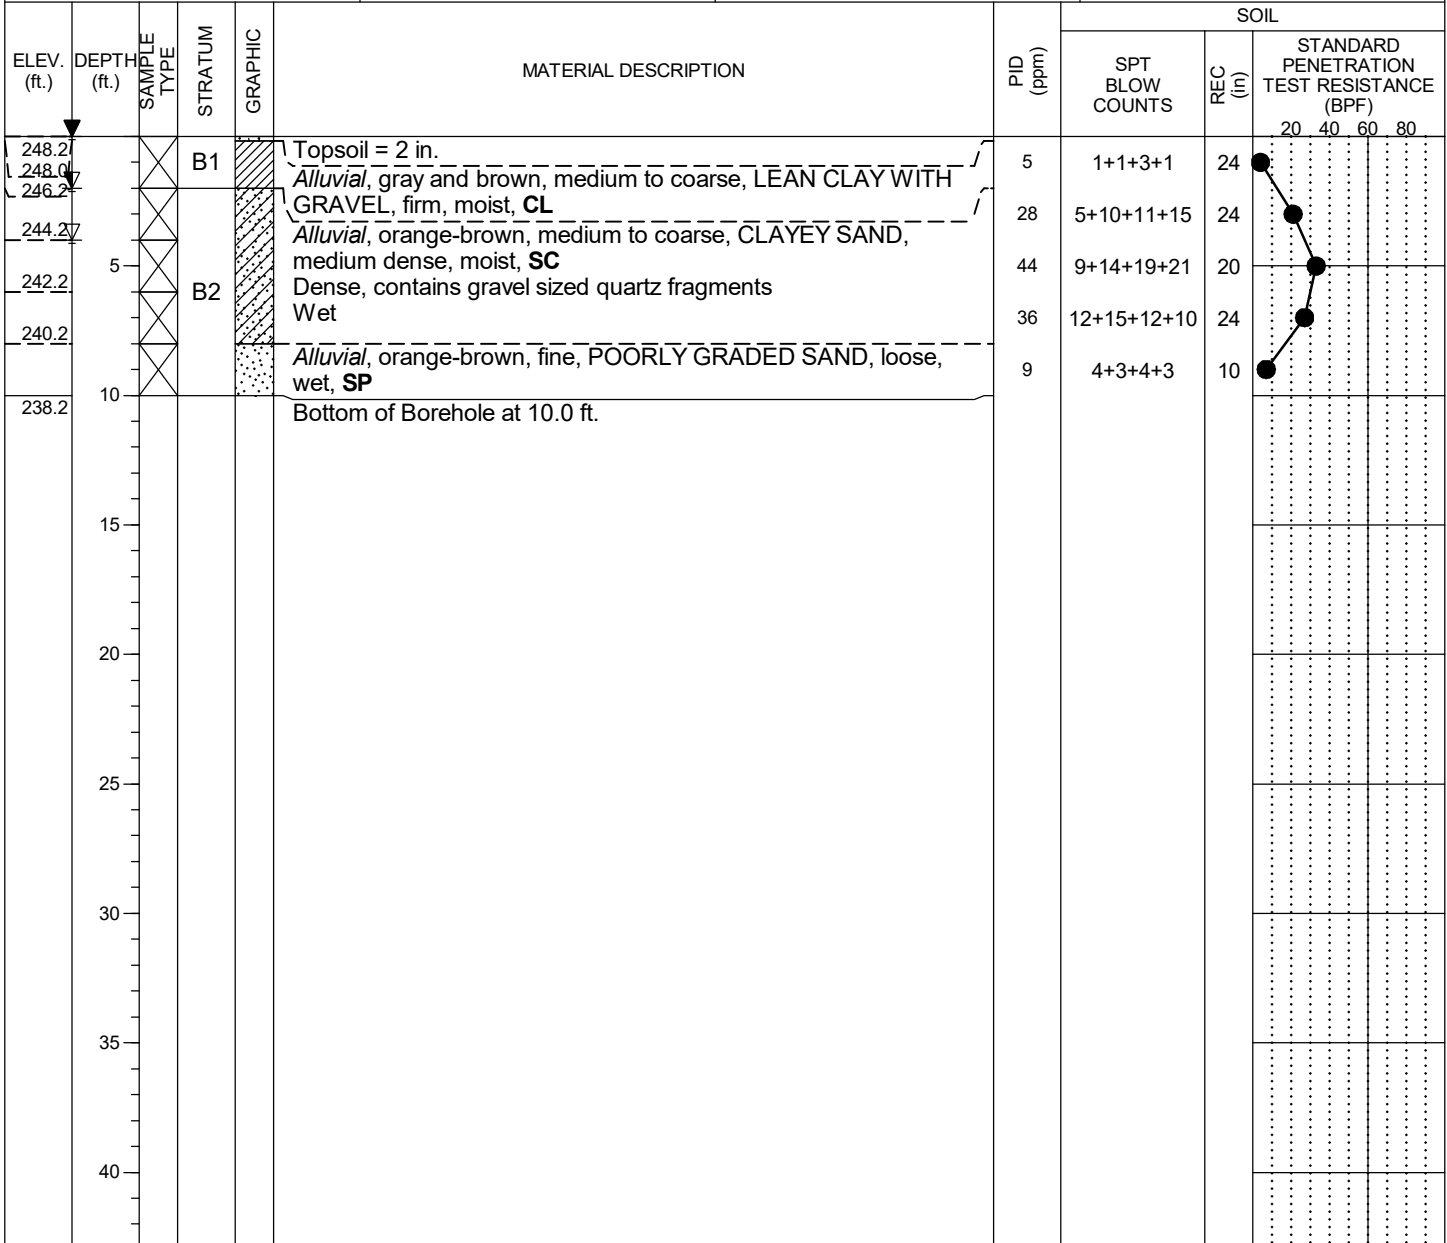 SOIL
ELEV. (ft.)
DEPTH (ft.)
SAMPLE TYPE
STRATUM
GRAPHIC
MATERIAL DESCRIPTION
PID (ppm)
SPT BLOW COUNTS
REC (in)
STANDARD PENETRATION TEST RESISTANCE (BPF)
20 40 60 80
248.2
248.0
246.2
244.2
242.2
240.2
238.2
5
10
15
20
25
30
35
40
B1
B2
Topsoil = 2 in.
Alluvial, gray and brown, medium to coarse, LEAN CLAY WITH
GRAVEL, firm, moist, CL
Alluvial, orange-brown, medium to coarse, CLAYEY SAND,
medium dense, moist, SC
Dense, contains gravel sized quartz fragments
Wet
Alluvial, orange-brown, fine, POORLY GRADED SAND, loose,
wet, SP
Bottom of Borehole at 10.0 ft.
5 1+1+3+1 24
28 5+10+11+15 24
44 9+14+19+21 20
36 12+15+12+10 24
9 4+3+4+3 10